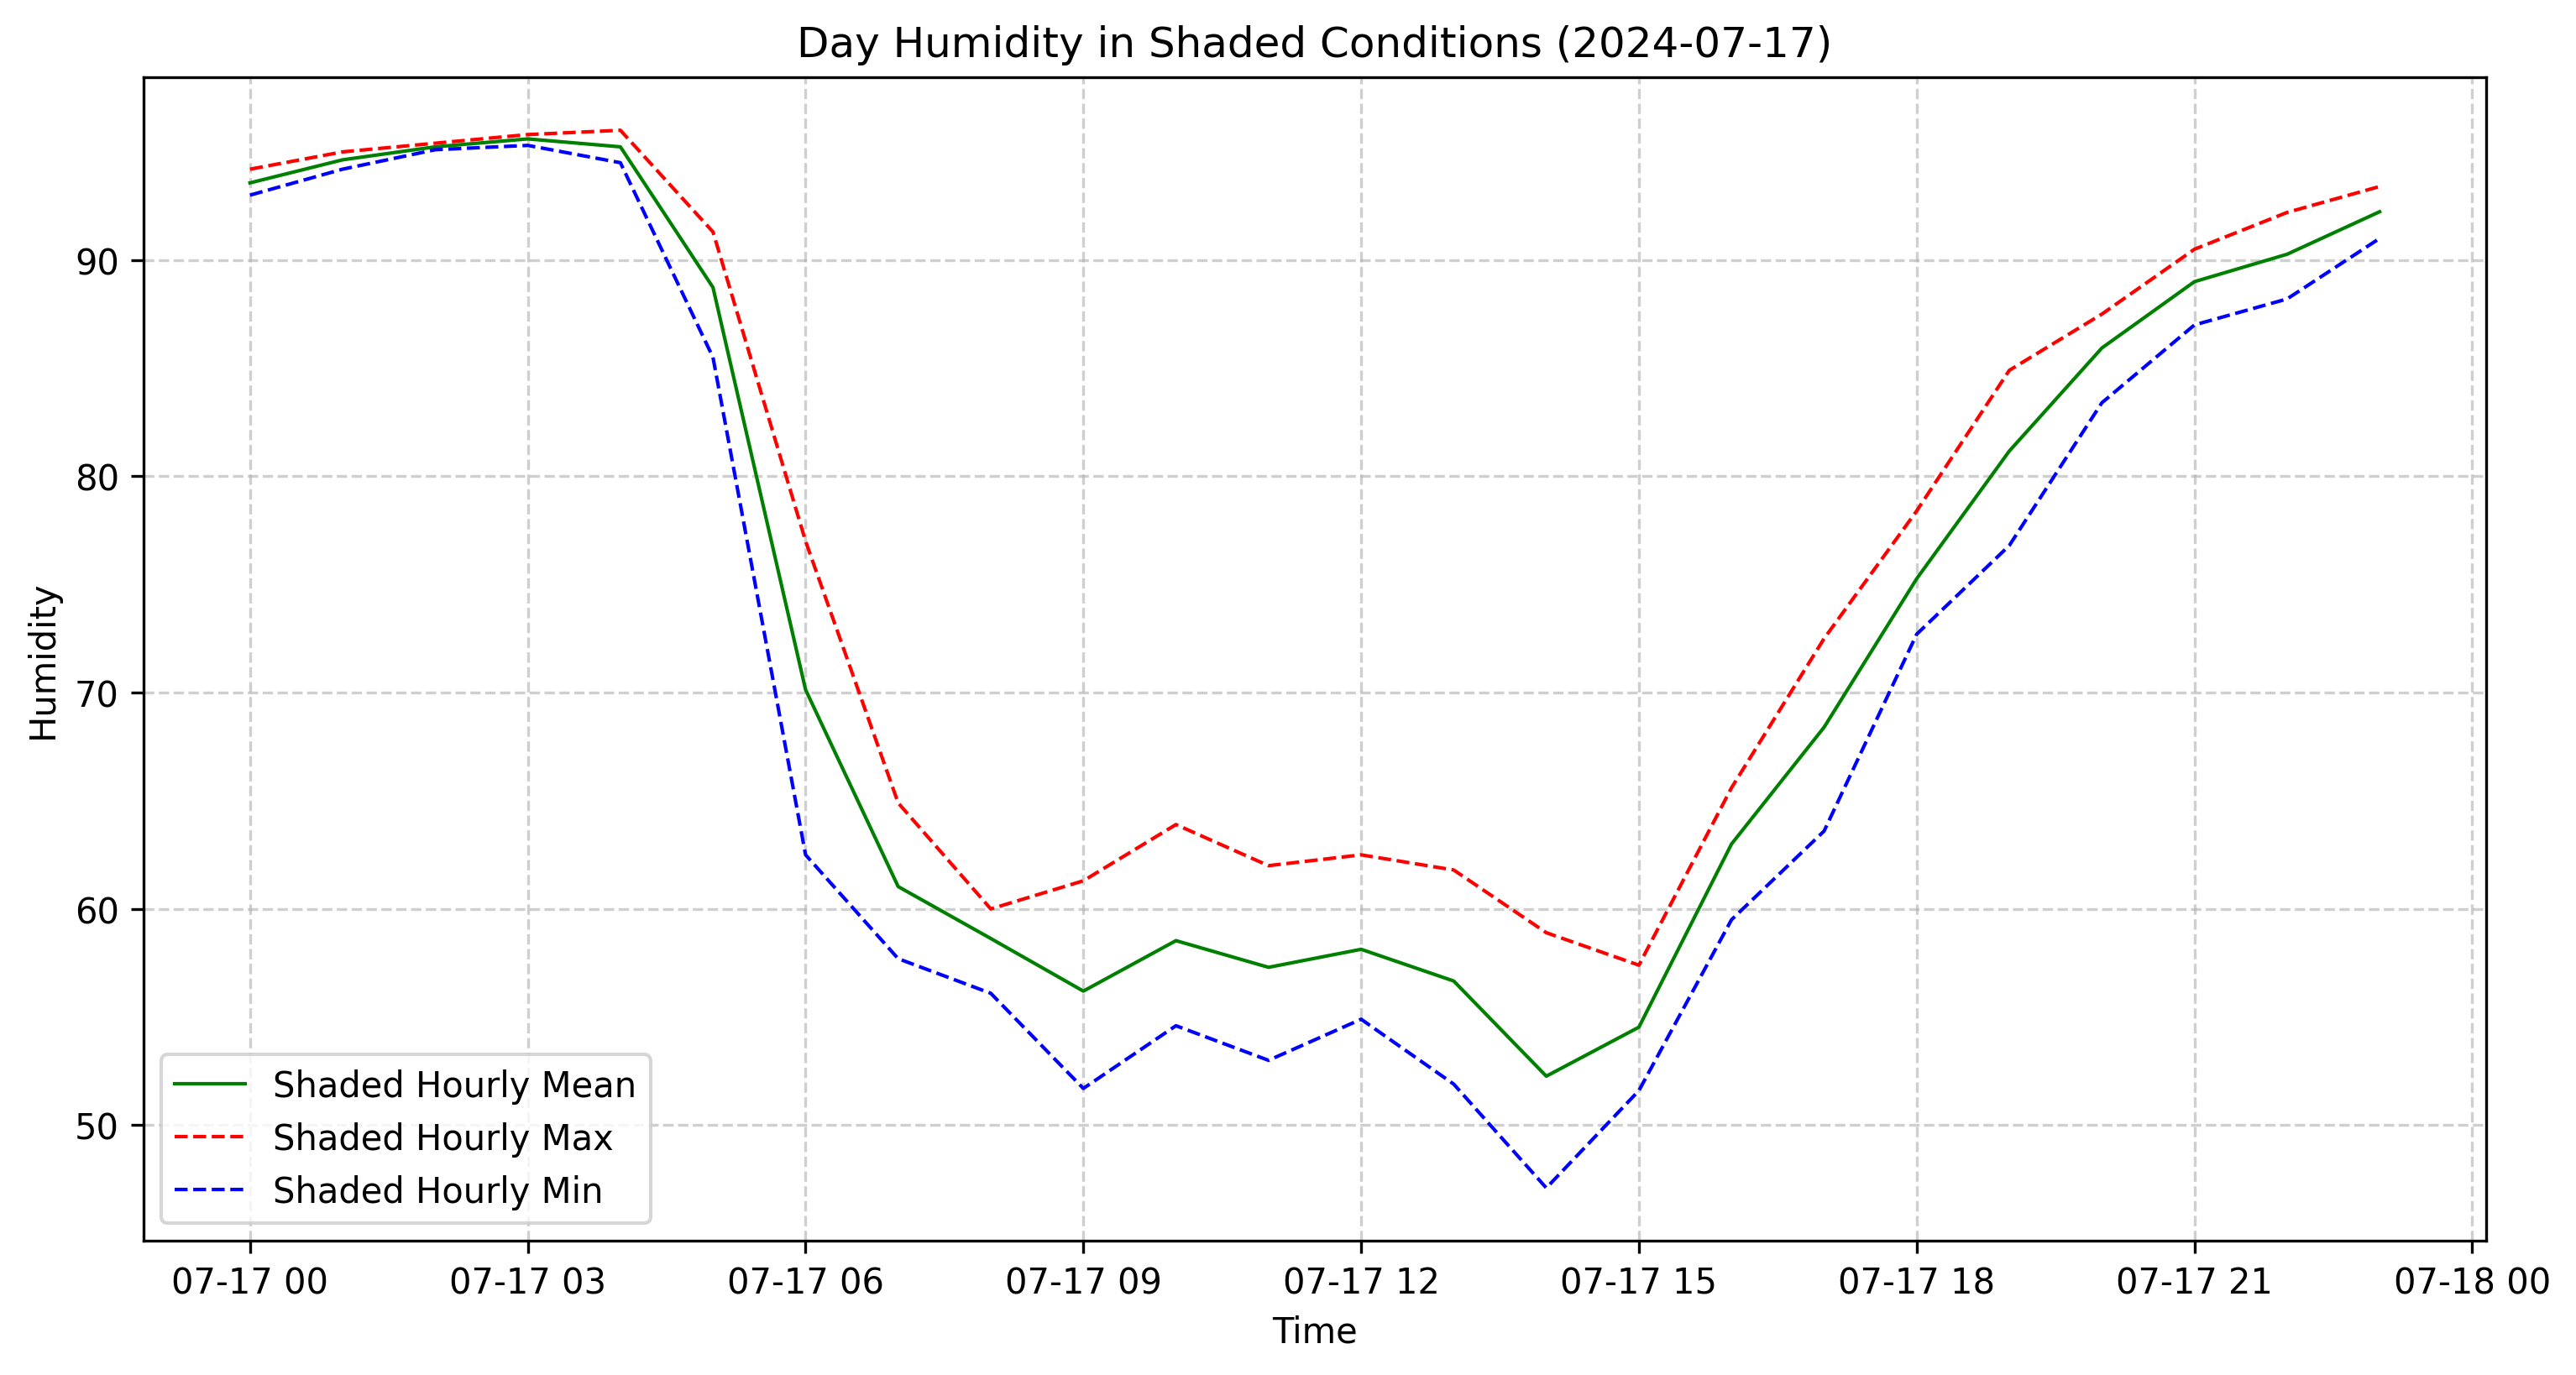 Day Humidity in Shaded Conditions (2024-07-17)
Humidity
90
80
70
60
50
Shaded Hourly Mean
Shaded Hourly Max
Shaded Hourly Min
07-17 00 07-17 03 07-17 06 07-17 09 07-17 12 07-17 15 07-17 18 07-17 21 07-18 00
Time